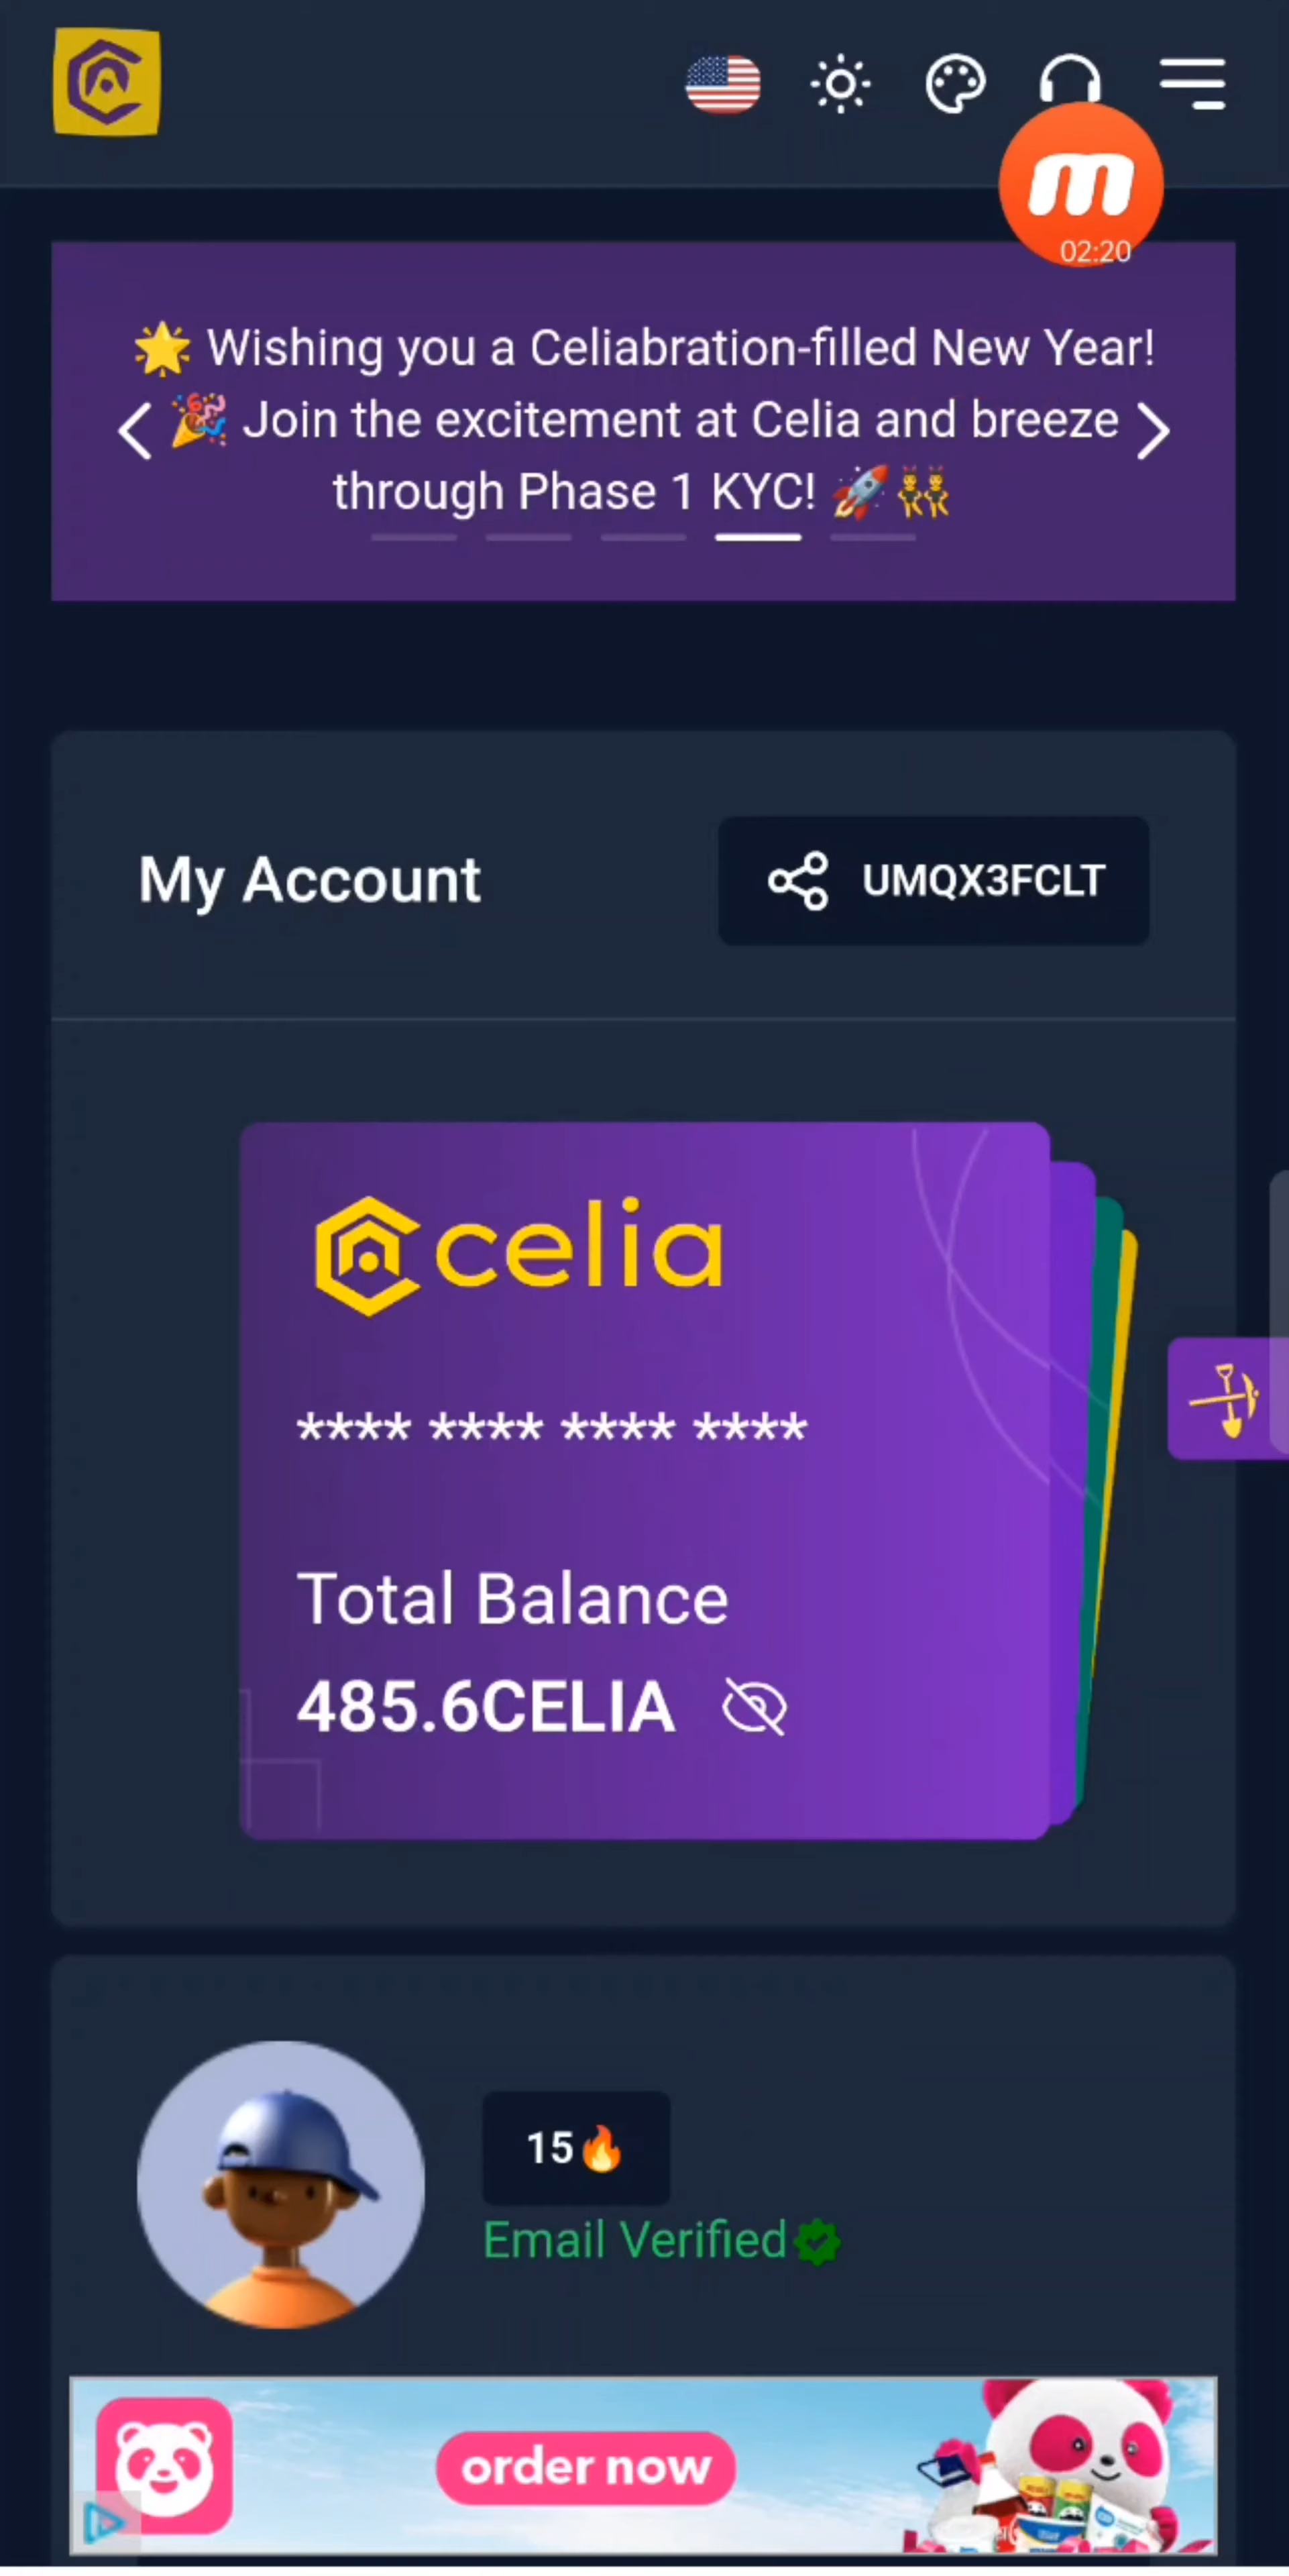 m
02:20
🌟 Wishing you a Celiabration-filled New Year!
🎉 Join the excitement at Celia and breeze
through Phase 1 KYC! 🚀👯
My Account
UMQX3FCLT
celia
**** **** **** ****
Total Balance
485.6CELIA
15🔥
Email Verified
order now